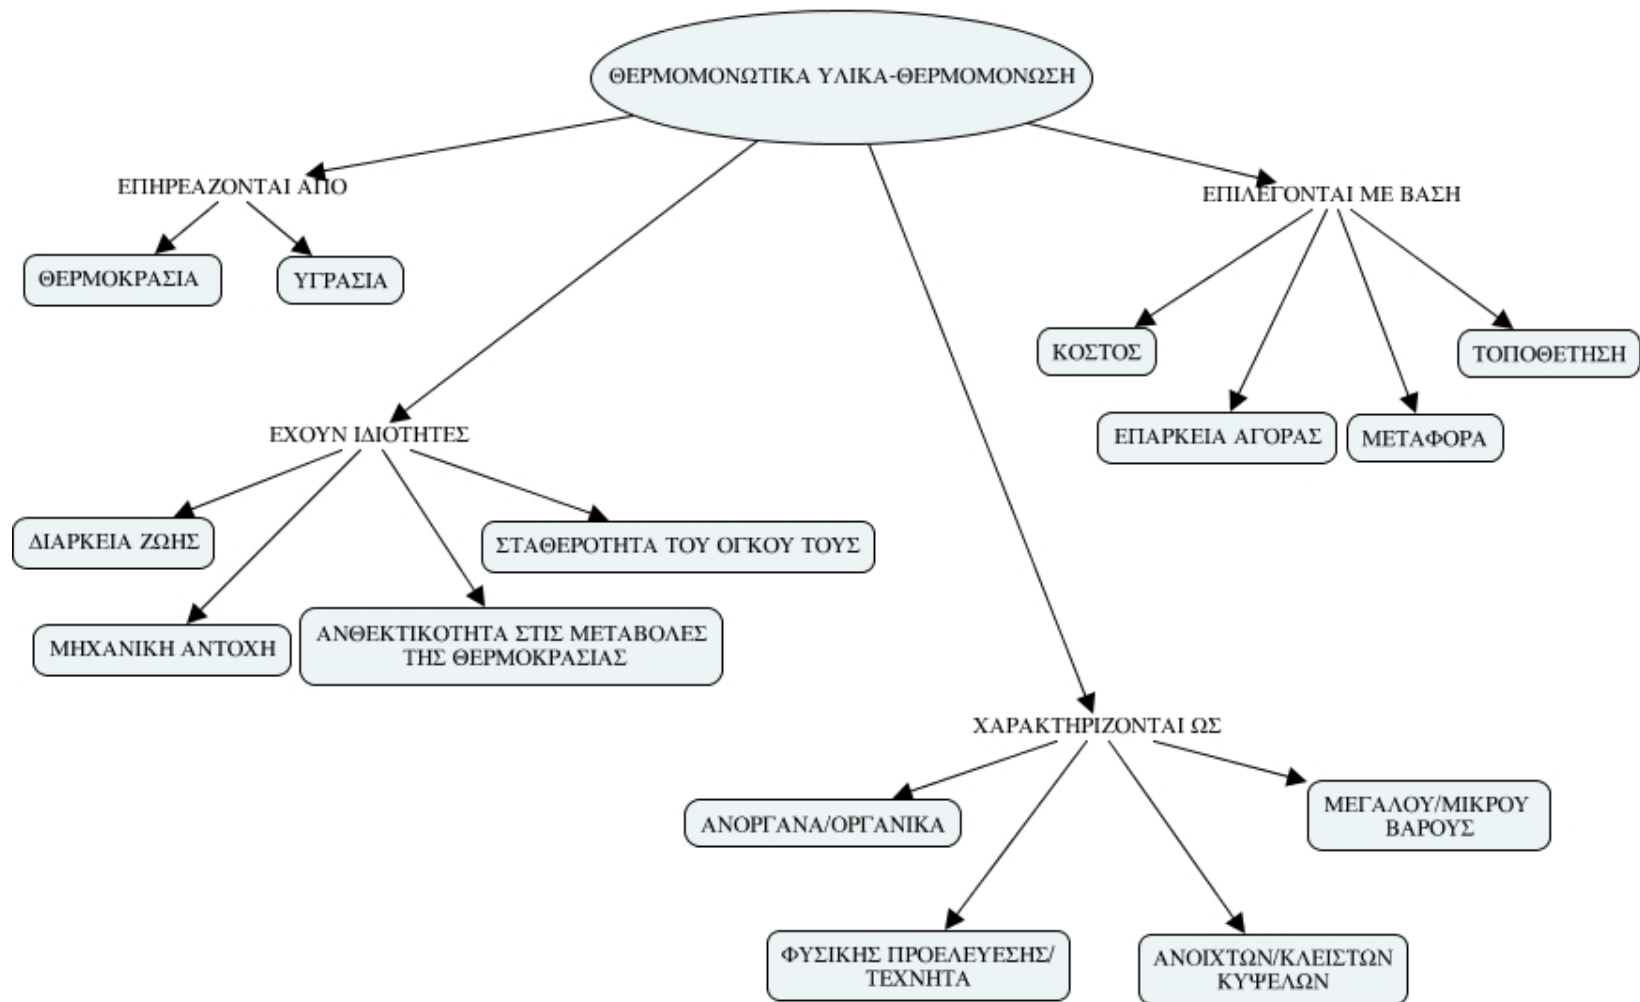 ΘΕΡΜΟΜΟΝΩΤΙΚΑ ΥΛΙΚΑ-ΘΕΡΜΟΜΟΝΩΣΗ
ΕΠΗΡΕΑΖΟΝΤΑΙ ΑΠΟ
ΘΕΡΜΟΚΡΑΣΙΑ
ΥΓΡΑΣΙΑ
ΕΠΙΛΕΓΟΝΤΑΙ ΜΕ ΒΑΣΗ
ΚΟΣΤΟΣ
ΕΠΑΡΚΕΙΑ ΑΓΟΡΑΣ
ΜΕΤΑΦΟΡΑ
ΤΟΠΟΘΕΤΗΣΗ
ΕΧΟΥΝ ΙΔΙΟΤΗΤΕΣ
ΔΙΑΡΚΕΙΑ ΖΩΗΣ
ΜΗΧΑΝΙΚΗ ΑΝΤΟΧΗ
ΑΝΘΕΚΤΙΚΟΤΗΤΑ ΣΤΙΣ ΜΕΤΑΒΟΛΕΣ
ΤΗΣ ΘΕΡΜΟΚΡΑΣΙΑΣ
ΣΤΑΘΕΡΟΤΗΤΑ ΤΟΥ ΟΓΚΟΥ ΤΟΥΣ
ΧΑΡΑΚΤΗΡΙΖΟΝΤΑΙ ΩΣ
ΑΝΟΡΓΑΝΑ/ΟΡΓΑΝΙΚΑ
ΦΥΣΙΚΗΣ ΠΡΟΕΛΕΥΕΣΗΣ/
ΤΕΧΝΗΤΑ
ΑΝΟΙΧΤΩΝ/ΚΛΕΙΣΤΩΝ
ΚΥΨΕΛΩΝ
ΜΕΓΑΛΟΥ/ΜΙΚΡΟΥ
ΒΑΡΟΥΣ